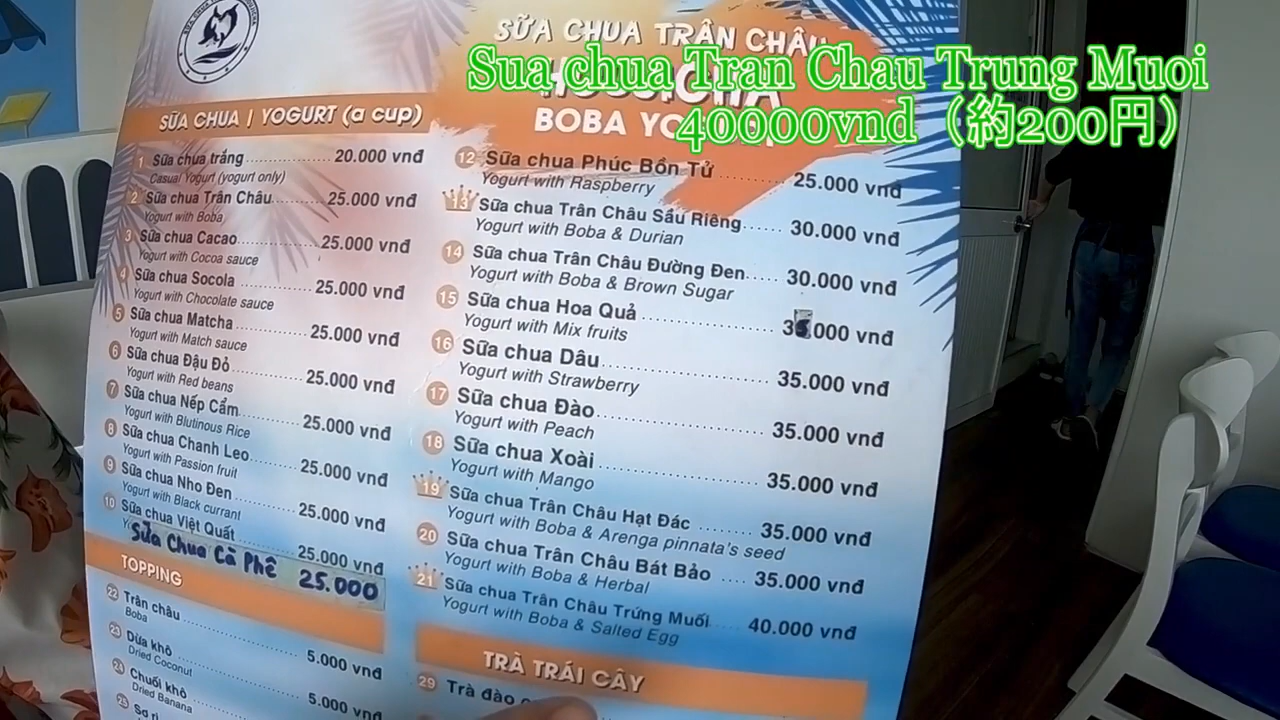 Sua chua Tran Chau Trung Muoi
40000vnd（約200円）
SỮA CHUA TRÂN CHÂU
BOBA
SỮA CHUA | YOGURT (a cup)
1 Sữa chua trắng 20.000 vnđ
Casual Yogurt (yogurt only)
2 Sữa chua Trân Châu 25.000 vnđ
Yogurt with Boba
3 Sữa chua Cacao 25.000 vnđ
Yogurt with Cocoa sauce
4 Sữa chua Socola 25.000 vnđ
Yogurt with Chocolate sauce
5 Sữa chua Matcha 25.000 vnđ
Yogurt with Match sauce
6 Sữa chua Đậu Đỏ 25.000 vnđ
Yogurt with Red beans
7 Sữa chua Nếp Cẩm 25.000 vnđ
Yogurt with Blutinous Rice
8 Sữa chua Chanh Leo 25.000 vnđ
Yogurt with Passion fruit
9 Sữa chua Nho Đen 25.000 vnđ
Yogurt with Black currant
10 Sữa chua Việt Quất 25.000 vnđ
Sữa Chua Cà Phê 25.000
TOPPING
22 Trân châu 5.000 vnđ
Boba
23 Dừa khô 5.000 vnđ
Dried Coconut
24 Chuối khô
Dried Banana
25 Sơ ri
12 Sữa chua Phúc Bồn Tử 25.000 vnđ
Yogurt with Raspberry
13 Sữa chua Trân Châu Sầu Riêng 30.000 vnđ
Yogurt with Boba & Durian
14 Sữa chua Trân Châu Đường Đen 30.000 vnđ
Yogurt with Boba & Brown Sugar
15 Sữa chua Hoa Quả 35.000 vnđ
Yogurt with Mix fruits
16 Sữa chua Dâu 35.000 vnđ
Yogurt with Strawberry
17 Sữa chua Đào 35.000 vnđ
Yogurt with Peach
18 Sữa chua Xoài 35.000 vnđ
Yogurt with Mango
19 Sữa chua Trân Châu Hạt Đác 35.000 vnđ
Yogurt with Boba & Arenga pinnata's seed
20 Sữa chua Trân Châu Bát Bảo 35.000 vnđ
Yogurt with Boba & Herbal
21 Sữa chua Trân Châu Trứng Muối 40.000 vnđ
Yogurt with Boba & Salted Egg
TRÀ TRÁI CÂY
29 Trà đào